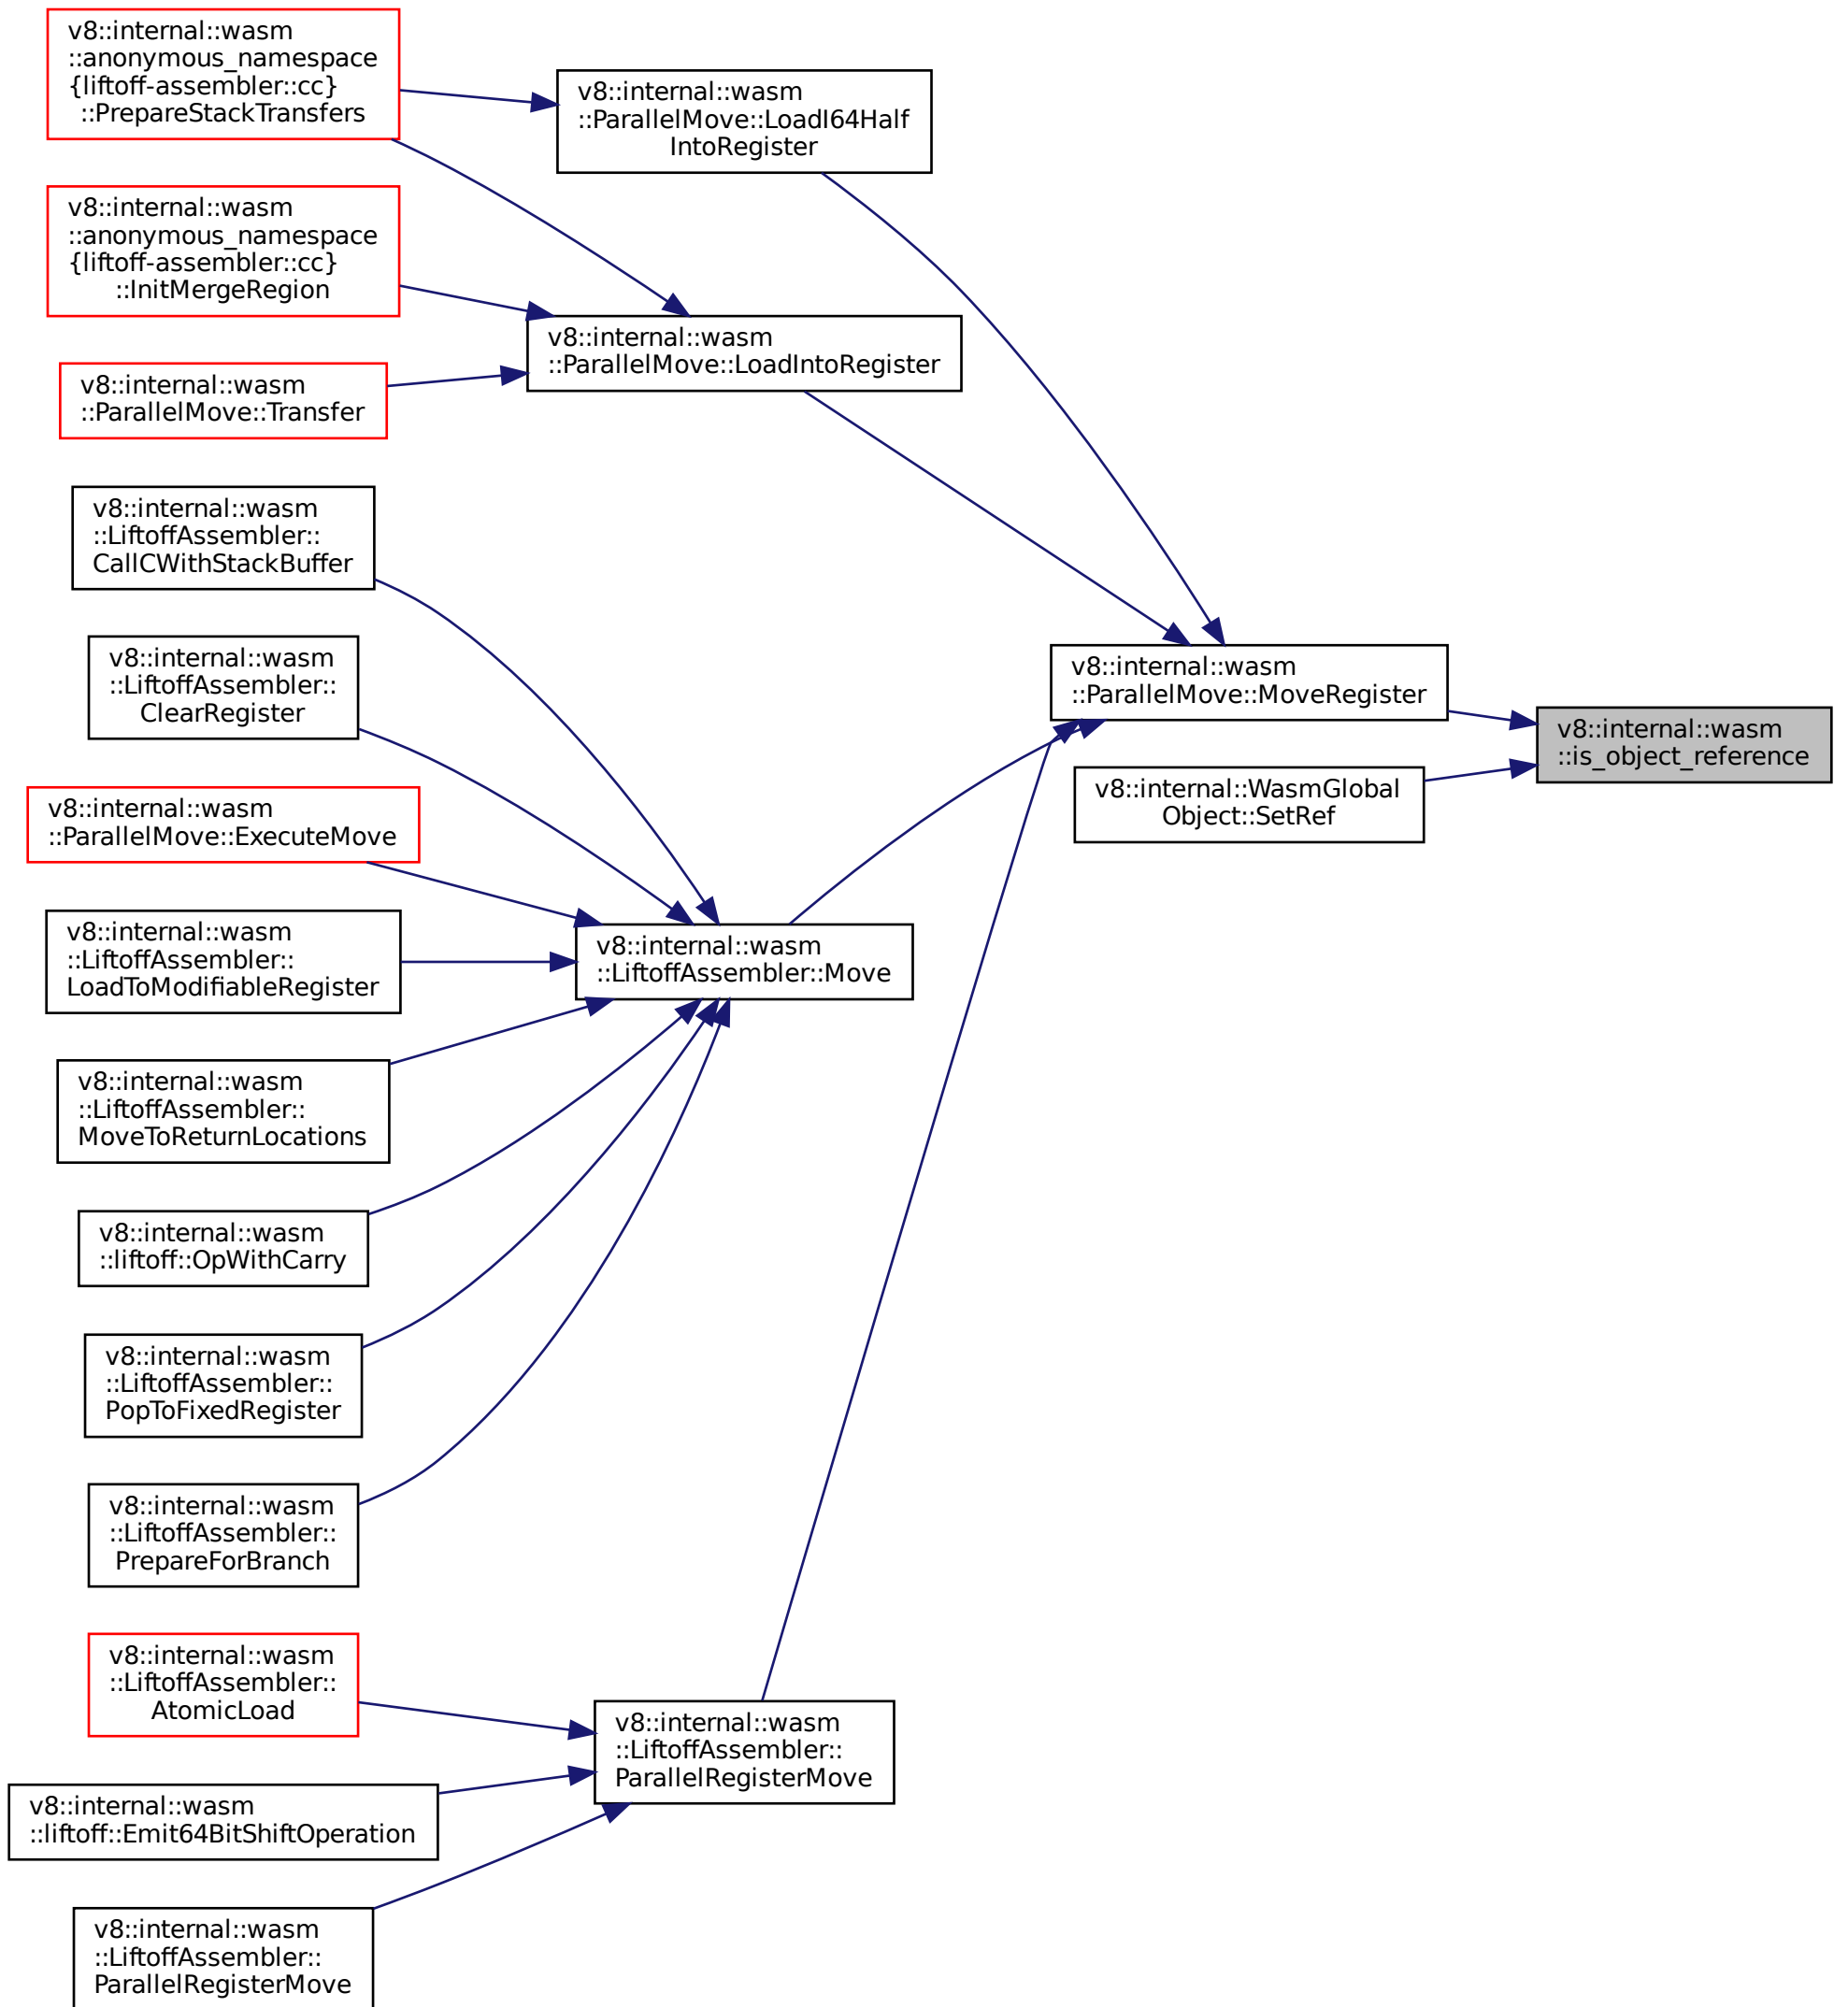 v8::internal::wasm
::anonymous_namespace
{liftoff-assembler::cc}
::PrepareStackTransfers
v8::internal::wasm
::ParallelMove::LoadI64Half
IntoRegister
v8::internal::wasm
::anonymous_namespace
{liftoff-assembler::cc}
::InitMergeRegion
v8::internal::wasm
::ParallelMove::LoadIntoRegister
v8::internal::wasm
::ParallelMove::Transfer
v8::internal::wasm
::LiftoffAssembler::
CallCWithStackBuffer
v8::internal::wasm
::LiftoffAssembler::
ClearRegister
v8::internal::wasm
::ParallelMove::MoveRegister
v8::internal::wasm
::is_object_reference
v8::internal::WasmGlobal
Object::SetRef
v8::internal::wasm
::ParallelMove::ExecuteMove
v8::internal::wasm
::LiftoffAssembler::
LoadToModifiableRegister
v8::internal::wasm
::LiftoffAssembler::Move
v8::internal::wasm
::LiftoffAssembler::
MoveToReturnLocations
v8::internal::wasm
::liftoff::OpWithCarry
v8::internal::wasm
::LiftoffAssembler::
PopToFixedRegister
v8::internal::wasm
::LiftoffAssembler::
PrepareForBranch
v8::internal::wasm
::LiftoffAssembler::
AtomicLoad
v8::internal::wasm
::LiftoffAssembler::
ParallelRegisterMove
v8::internal::wasm
::liftoff::Emit64BitShiftOperation
v8::internal::wasm
::LiftoffAssembler::
ParallelRegisterMove